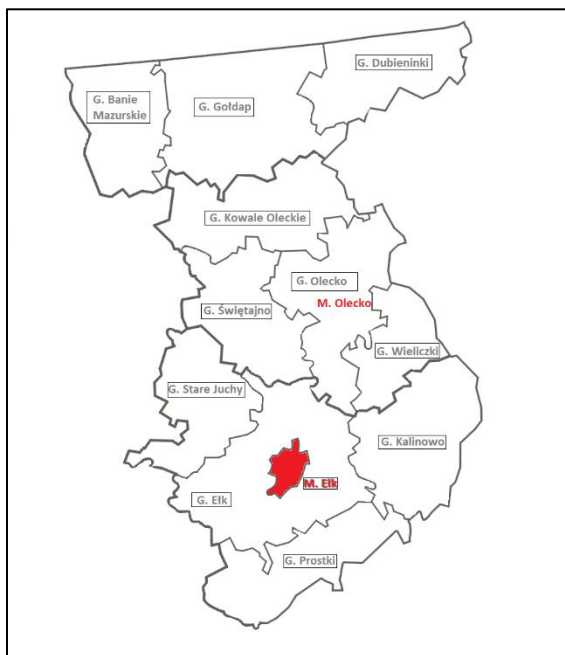 G. Dubieninki
G. Banie
Mazurskie
G. Gołdap
G. Kowale Oleckie
G. Olecko
M. Olecko
G. Świętajno
G. Wieliczki
G. Stare Juchy
G. Kalinowo
M. Ełk
G. Ełk
G. Prostki